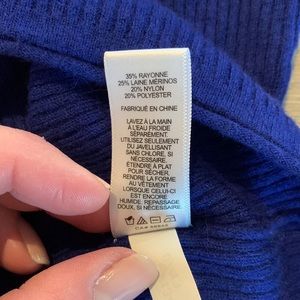 35% RAYONNE
25% LAINE MÉRINOS
20% NYLON
20% POLYESTER
FABRIQUÉ EN CHINE
LAVEZ À LA MAIN
À L'EAU FROIDE
SÉPARÉMENT.
UTILISEZ SEULEMENT
DU JAVELLISANT
SANS CHLORE, SI
NÉCESSAIRE.
ÉTENDRE À PLAT
POUR SÉCHER.
RENDRE LA FORME
AU VÊTEMENT
LORSQUE CELUI-CI
EST ENCORE
HUMIDE. REPASSAGE
DOUX, SI NÉCESSAIRE.
CA#